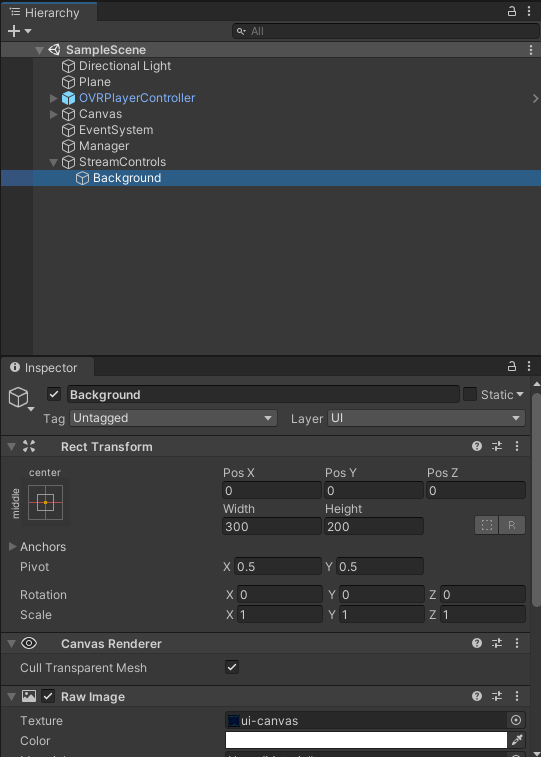 Hierarchy
All
SampleScene
Directional Light
Plane
OVRPlayerController
Canvas
EventSystem
Manager
StreamControls
Background
Inspector
Background Static
Tag Untagged Layer UI
Rect Transform
center
middle
Pos X Pos Y Pos Z
0 0 0
Width Height
300 200
R
Anchors
Pivot X 0.5 Y 0.5
Rotation X 0 Y 0 Z 0
Scale X 1 Y 1 Z 1
Canvas Renderer
Cull Transparent Mesh
Raw Image
Texture ui-canvas
Color